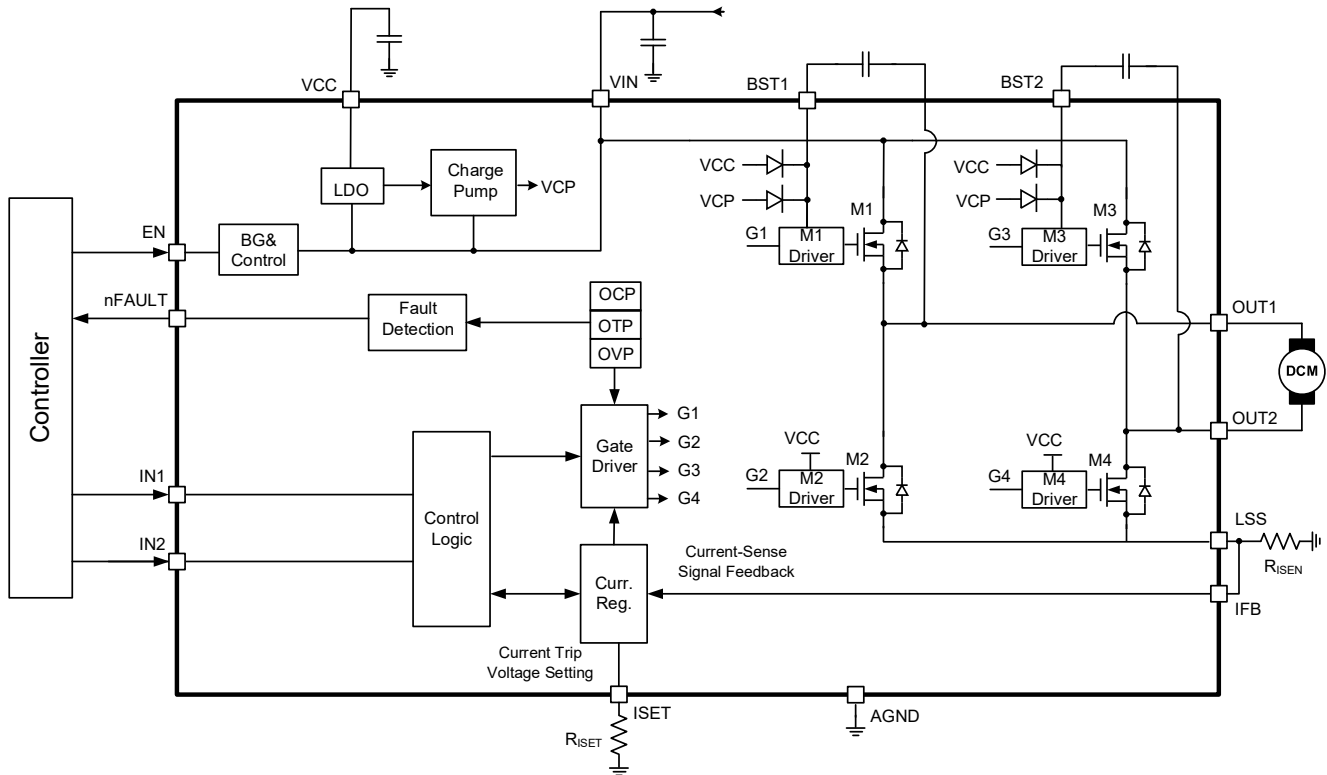 VCC
VIN
BST1
BST2
LDO
Charge
Pump
VCP
VCC
VCP
VCC
VCP
M1
M3
G1
M1
Driver
G3
M3
Driver
EN
BG&
Control
nFAULT
Fault
Detection
OCP
OTP
OVP
OUT1
DCM
OUT2
Controller
Gate
Driver
G1
G2
G3
G4
VCC
VCC
M2
M4
G2
M2
Driver
G4
M4
Driver
IN1
IN2
Control
Logic
LSS
RISEN
Current-Sense
Signal Feedback
Curr.
Reg.
IFB
Current Trip
Voltage Setting
ISET
RISET
AGND